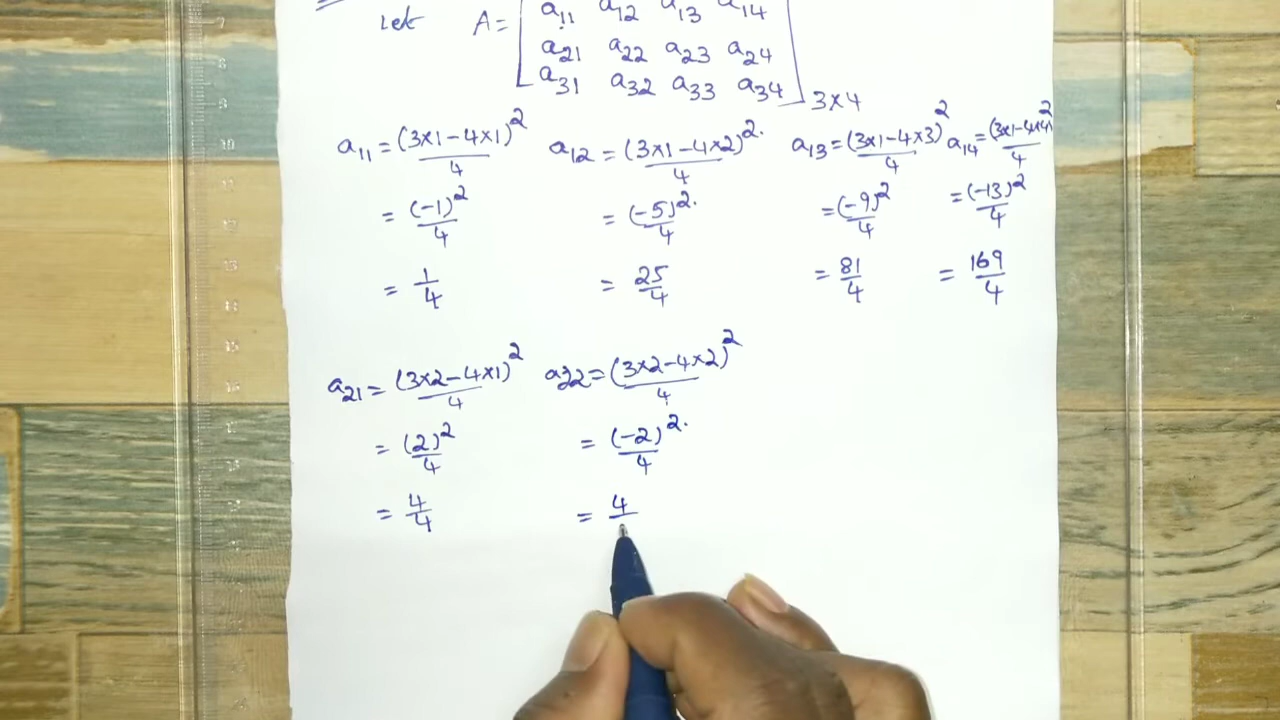 a11 a12 a13 a14
Let A = a21 a22 a23 a24
a31 a32 a33 a34
3×4
a11 = (3×1-4×1)²/4 a12 = (3×1-4×2)²/4 a13 = (3×1-4×3)²/4 a14 = (3×1-4×4)²/4
= (-1)²/4 = (-5)²/4 = (-9)²/4 = (-13)²/4
= 1/4 = 25/4 = 81/4 = 169/4
a21 = (3×2-4×1)²/4 a22 = (3×2-4×2)²/4
= (2)²/4 = (-2)²/4
= 4/4 = 4